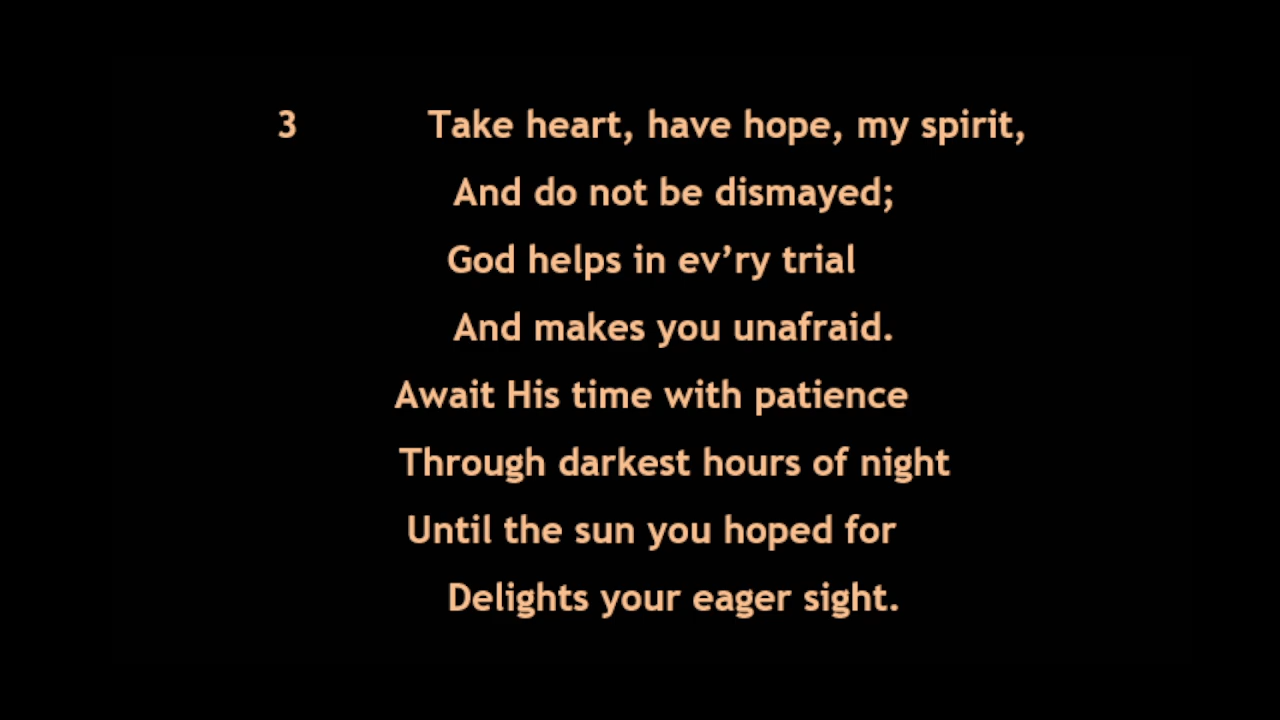 3 Take heart, have hope, my spirit,
And do not be dismayed;
God helps in ev’ry trial
And makes you unafraid.
Await His time with patience
Through darkest hours of night
Until the sun you hoped for
Delights your eager sight.